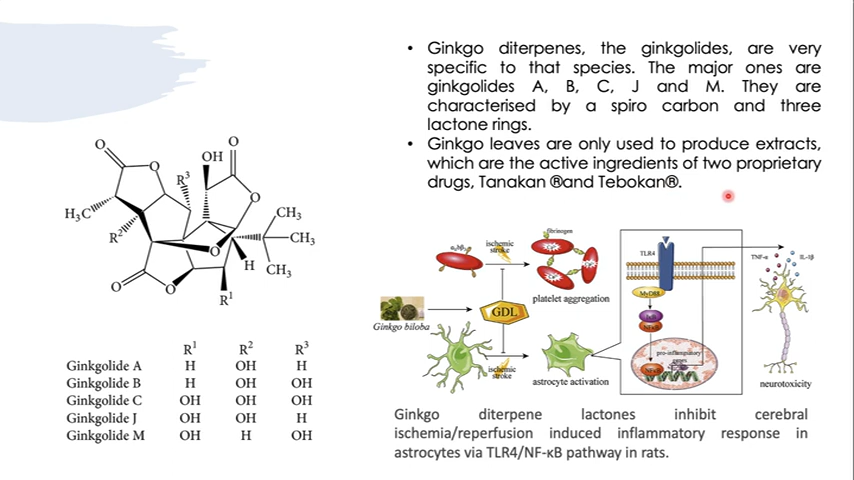 • Ginkgo diterpenes, the ginkgolides, are very
specific to that species. The major ones are
ginkgolides A, B, C, J and M. They are
characterised by a spiro carbon and three
lactone rings.
• Ginkgo leaves are only used to produce extracts,
which are the active ingredients of two proprietary
drugs, Tanakan ®and Tebokan®.
O
O
OH
O
R³
O
H₃C
R²
O
CH₃
CH₃
CH₃
H
O
O
R¹
R¹ R² R³
Ginkgolide A H OH H
Ginkgolide B H OH OH
Ginkgolide C OH OH OH
Ginkgolide J OH OH H
Ginkgolide M OH H OH
ischemic
stroke
fibrinogen
platelet aggregation
Ginkgo biloba
GDL
ischemic
stroke
astrocyte activation
TLR4
MyD88
NFκB
pro-inflammatory
genes
NFκB
TNF-α
IL-1β
neurotoxicity
Ginkgo diterpene lactones inhibit cerebral
ischemia/reperfusion induced inflammatory response in
astrocytes via TLR4/NF-κB pathway in rats.